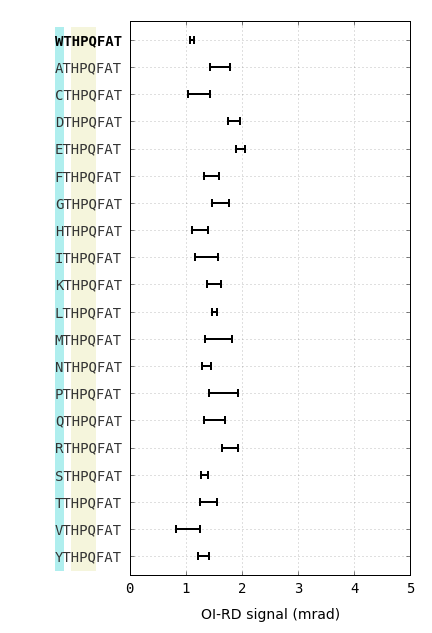 WTHPQFAT
ATHPQFAT
CTHPQFAT
DTHPQFAT
ETHPQFAT
FTHPQFAT
GTHPQFAT
HTHPQFAT
ITHPQFAT
KTHPQFAT
LTHPQFAT
MTHPQFAT
NTHPQFAT
PTHPQFAT
QTHPQFAT
RTHPQFAT
STHPQFAT
TTHPQFAT
VTHPQFAT
YTHPQFAT
0 1 2 3 4 5
OI-RD signal (mrad)